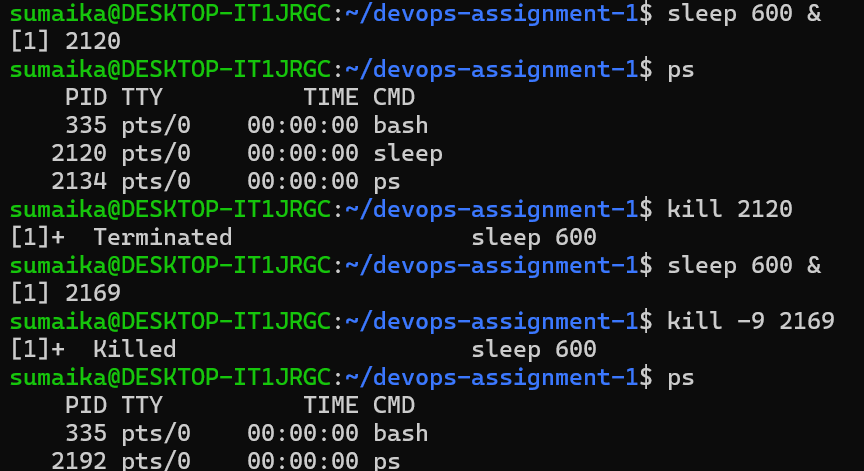 sumaika@DESKTOP-IT1JRGC:~/devops-assignment-1$ sleep 600 &
[1] 2120
sumaika@DESKTOP-IT1JRGC:~/devops-assignment-1$ ps
    PID TTY          TIME CMD
    335 pts/0    00:00:00 bash
   2120 pts/0    00:00:00 sleep
   2134 pts/0    00:00:00 ps
sumaika@DESKTOP-IT1JRGC:~/devops-assignment-1$ kill 2120
[1]+  Terminated                 sleep 600
sumaika@DESKTOP-IT1JRGC:~/devops-assignment-1$ sleep 600 &
[1] 2169
sumaika@DESKTOP-IT1JRGC:~/devops-assignment-1$ kill -9 2169
[1]+  Killed                     sleep 600
sumaika@DESKTOP-IT1JRGC:~/devops-assignment-1$ ps
    PID TTY          TIME CMD
    335 pts/0    00:00:00 bash
   2192 pts/0    00:00:00 ps